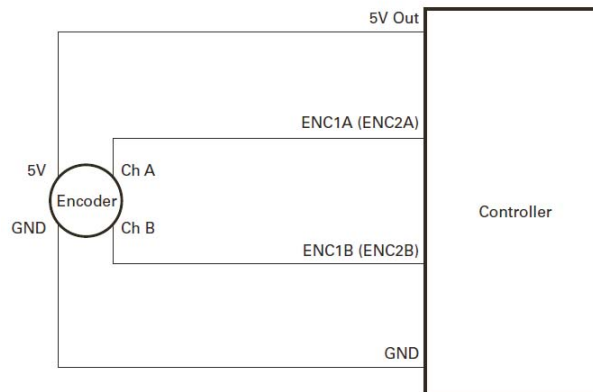 5V Out
ENC1A (ENC2A)
5V
Ch A
Encoder
Controller
GND
Ch B
ENC1B (ENC2B)
GND